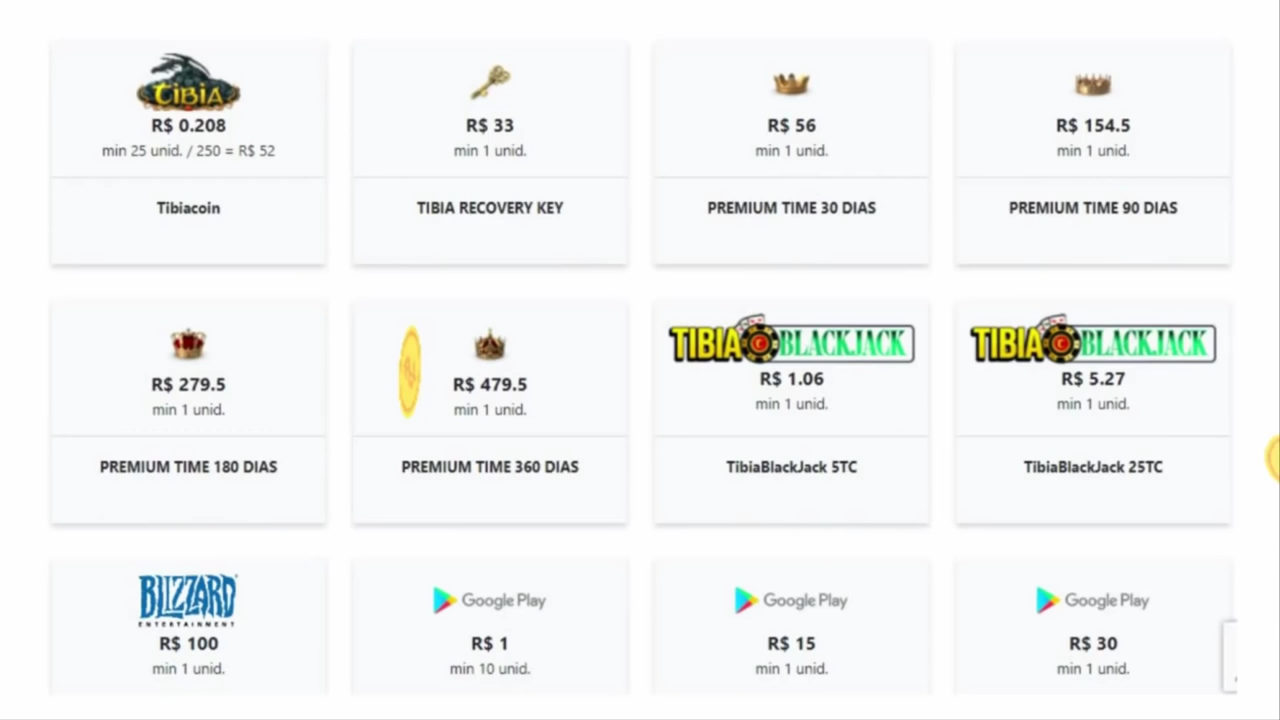 TIBIA
R$ 0.208
min 25 unid. / 250 = R$ 52
Tibiacoin
R$ 33
min 1 unid.
TIBIA RECOVERY KEY
R$ 56
min 1 unid.
PREMIUM TIME 30 DIAS
R$ 154.5
min 1 unid.
PREMIUM TIME 90 DIAS
R$ 279.5
min 1 unid.
PREMIUM TIME 180 DIAS
R$ 479.5
min 1 unid.
PREMIUM TIME 360 DIAS
TIBIA BLACKJACK
R$ 1.06
min 1 unid.
TibiaBlackJack 5TC
TIBIA BLACKJACK
R$ 5.27
min 1 unid.
TibiaBlackJack 25TC
BLIZZARD
ENTERTAINMENT
R$ 100
min 1 unid.
Google Play
R$ 1
min 10 unid.
Google Play
R$ 15
min 1 unid.
Google Play
R$ 30
min 1 unid.